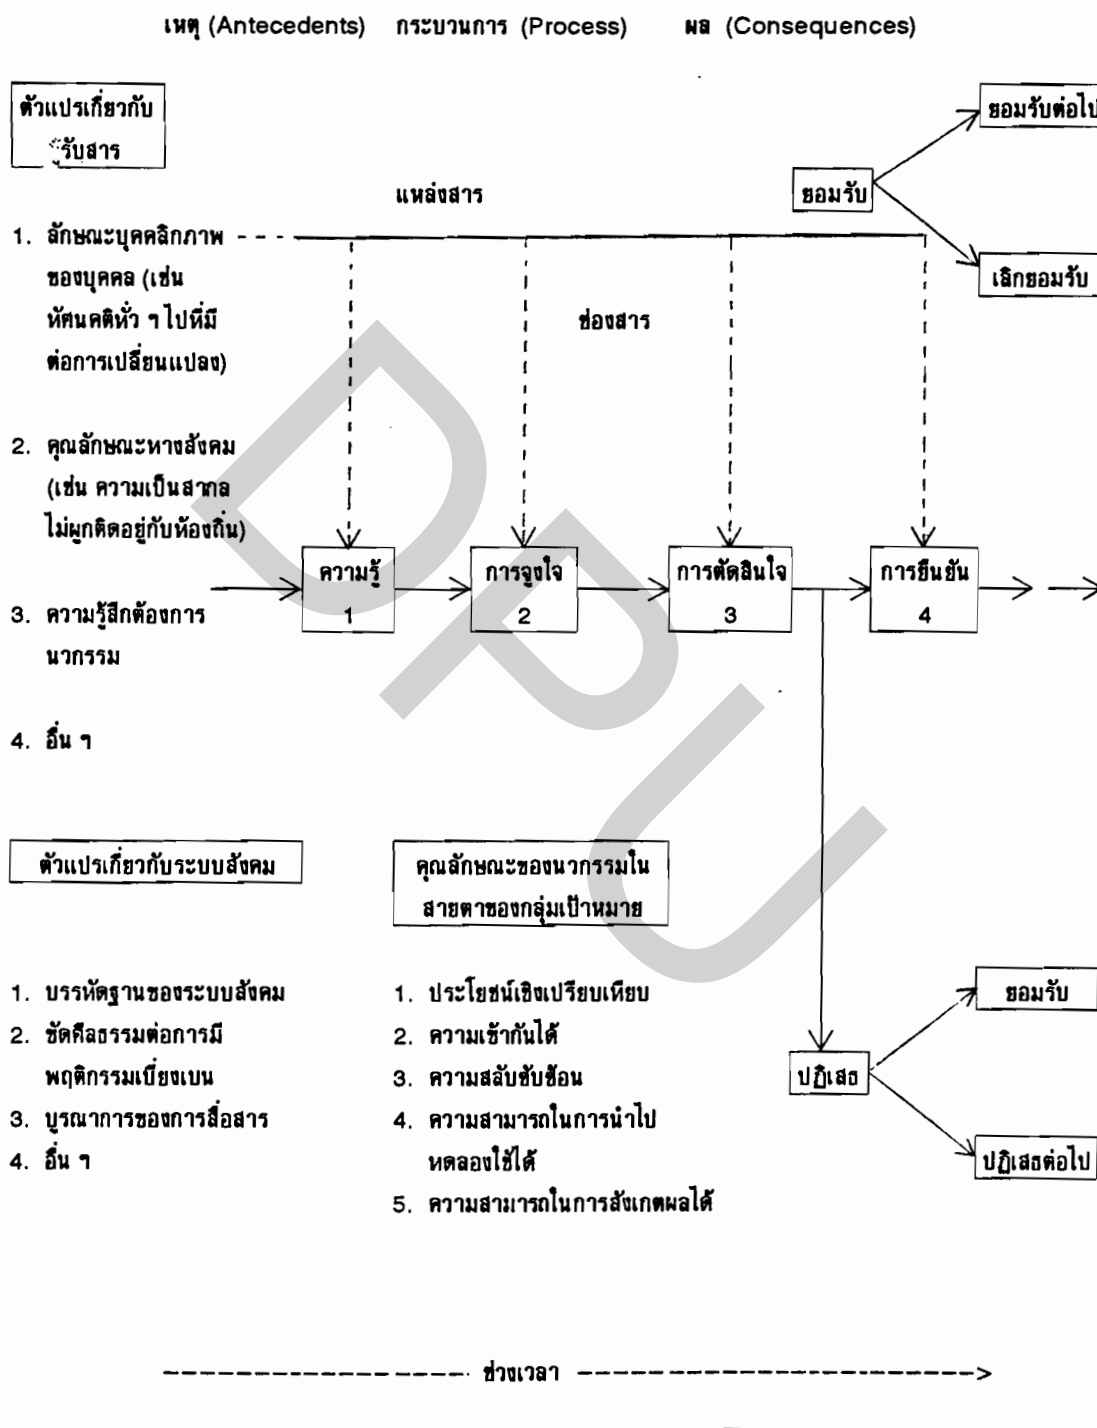 เหตุ (Antecedents) กระบวนการ (Process) ผล (Consequences)
ตัวแปรเกี่ยวกับ
ผู้รับสาร
ยอมรับต่อไป
ยอมรับ
เลิกยอมรับ
แหล่งสาร
ช่องสาร
1. ลักษณะบุคคลิกภาพ
ของบุคคล (เช่น
ทัศนคติทั่ว ๆ ไปที่มี
ต่อการเปลี่ยนแปลง)
2. คุณลักษณะทางสังคม
(เช่น ความเป็นสากล
ไม่ผูกติดอยู่กับท้องถิ่น)
3. ความรู้สึกต้องการ
นวกรรม
4. อื่น ๆ
ความรู้
1
การจูงใจ
2
การตัดสินใจ
3
การยืนยัน
4
ตัวแปรเกี่ยวกับระบบสังคม
1. บรรทัดฐานของระบบสังคม
2. ขัดศีลธรรมต่อการมี
พฤติกรรมเบี่ยงเบน
3. บูรณาการของการสื่อสาร
4. อื่น ๆ
คุณลักษณะของนวกรรมใน
สายตาของกลุ่มเป้าหมาย
1. ประโยชน์เชิงเปรียบเทียบ
2. ความเข้ากันได้
3. ความสลับซับซ้อน
4. ความสามารถในการนำไป
ทดลองใช้ได้
5. ความสามารถในการสังเกตผลได้
ยอมรับ
ปฏิเสธ
ปฏิเสธต่อไป
ช่วงเวลา
DPU